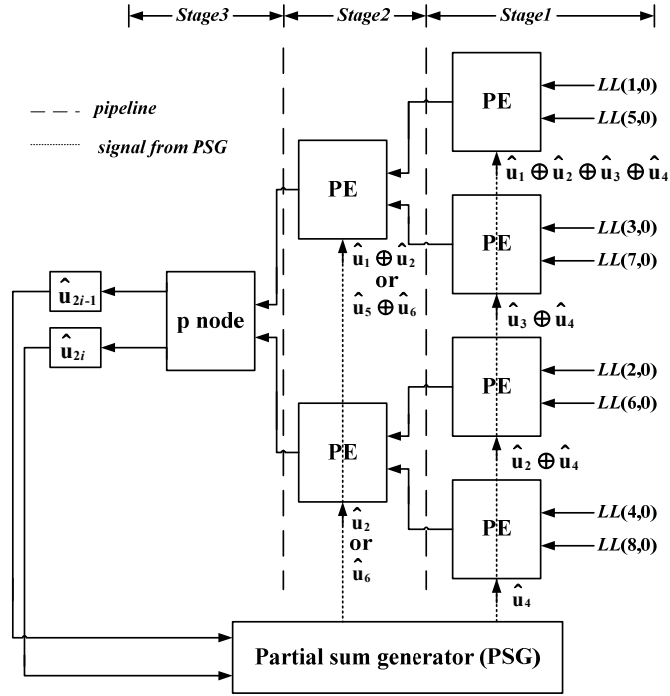 Stage3
Stage2
Stage1
pipeline
signal from PSG
PE
LL(1,0)
LL(5,0)
û₁ ⊕ û₂ ⊕ û₃ ⊕ û₄
PE
PE
LL(3,0)
LL(7,0)
û₁ ⊕ û₂
or
û₅ ⊕ û₆
û₃ ⊕ û₄
û₂ᵢ₋₁
û₂ᵢ
p node
PE
LL(2,0)
LL(6,0)
û₂ ⊕ û₄
PE
PE
LL(4,0)
LL(8,0)
û₂
or
û₆
û₄
Partial sum generator (PSG)